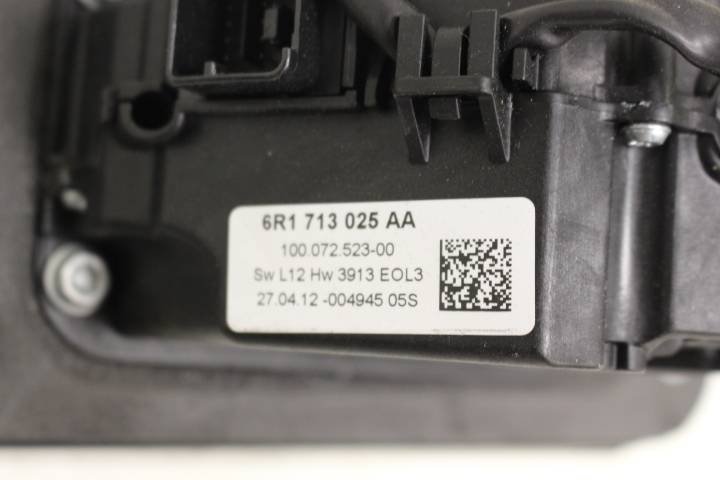 6R1 713 025 AA
100.072.523-00
Sw L12 Hw 3913 EOL3
27.04.12 -004945 05S